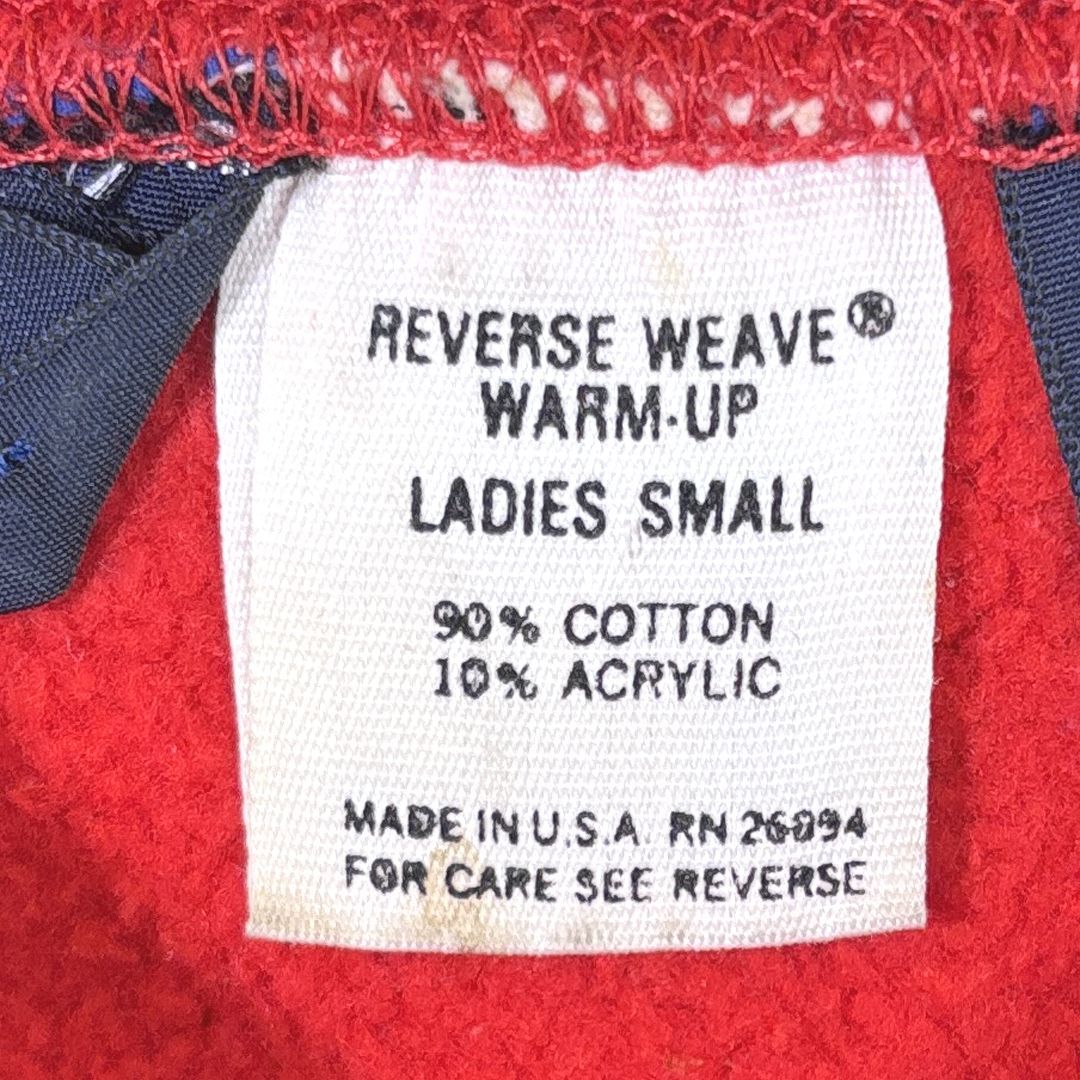 REVERSE WEAVE®
WARM-UP
LADIES SMALL
90% COTTON
10% ACRYLIC
MADE IN U.S.A. RN 26094
FOR CARE SEE REVERSE